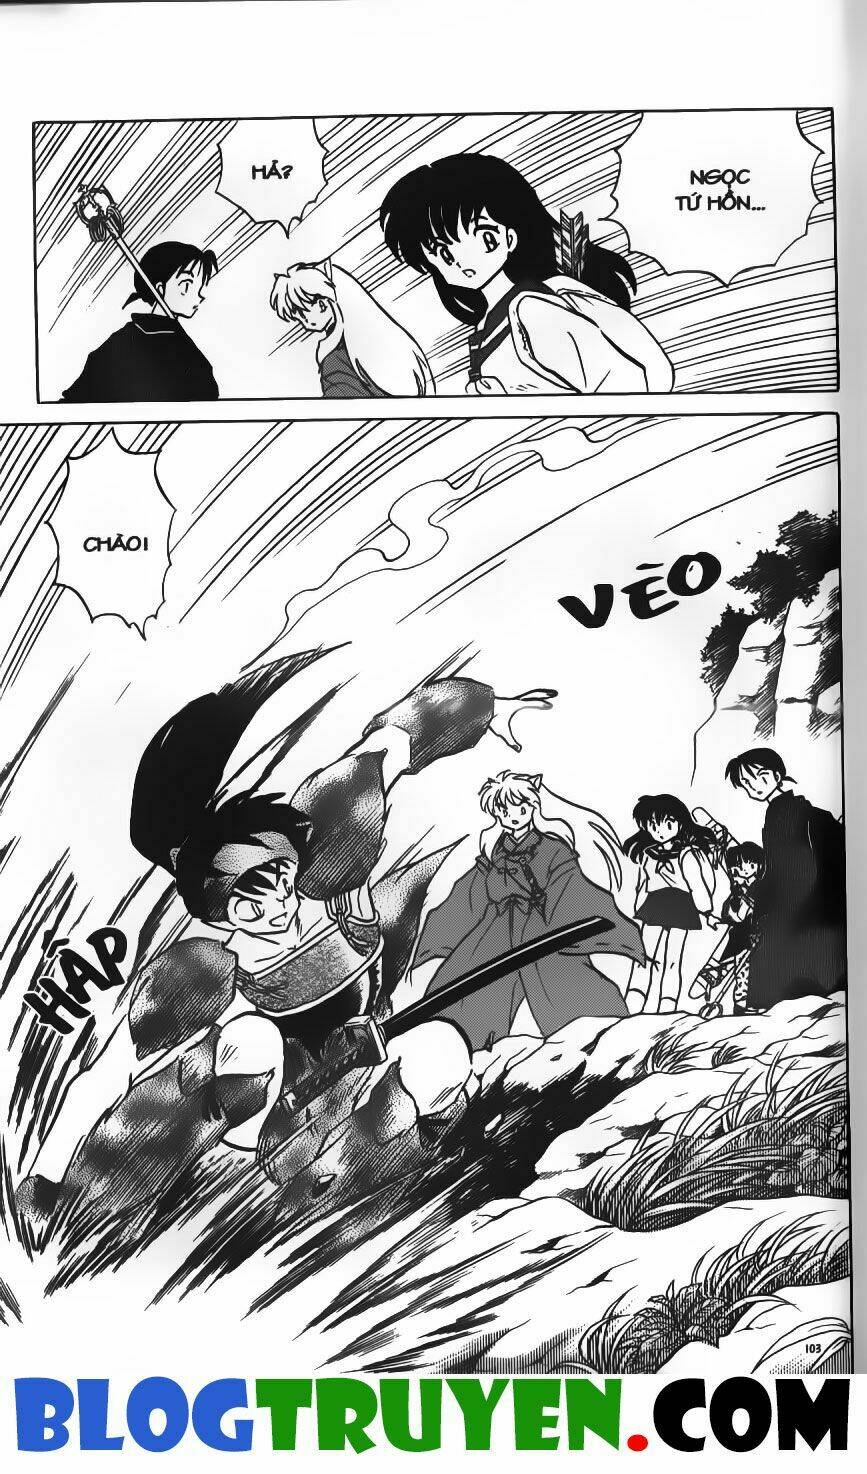 HẢ?
NGỌC
TỨ HỒN...
CHÀO!
VÈO
HẤP
103
BLOGTRUYEN.COM